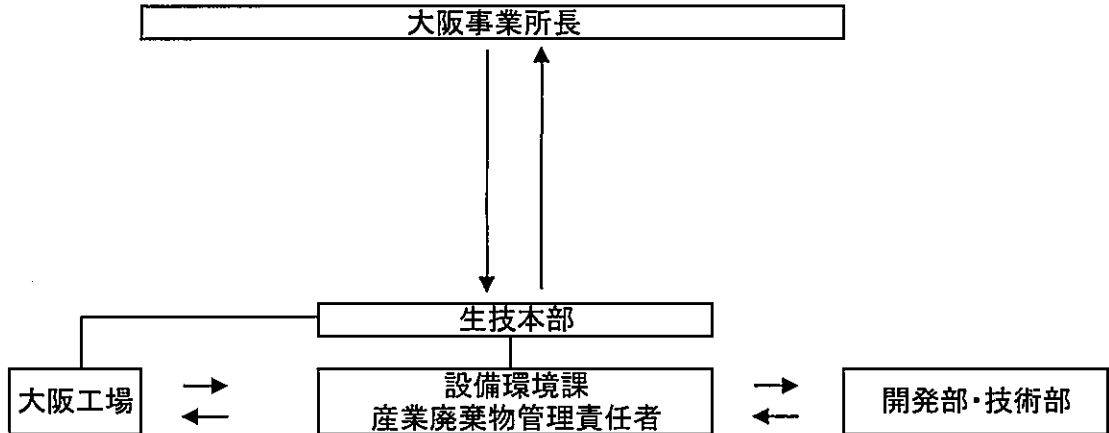 大阪事業所長
生技本部
大阪工場
設備環境課
産業廃棄物管理責任者
開発部・技術部